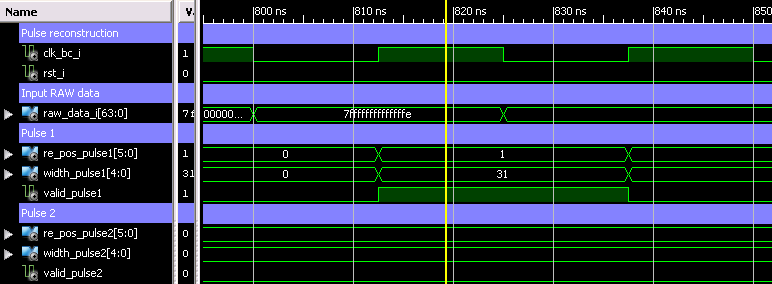 Name V. 800 ns 810 ns 820 ns 830 ns 840 ns 850
Pulse reconstruction
clk_bc_i 1
rst_i 0
Input RAW data
raw_data_i[63:0] 7f 00000... 7ffffffffffffffe
Pulse 1
re_pos_pulse1[5:0] 1 0 1
width_pulse1[4:0] 31 0 31
valid_pulse1 1
Pulse 2
re_pos_pulse2[5:0] 0
width_pulse2[4:0] 0
valid_pulse2 0